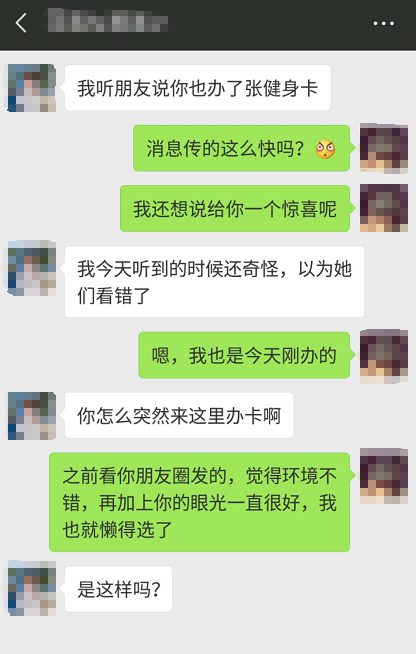 我听朋友说你也办了张健身卡
消息传的这么快吗？
我还想说给你一个惊喜呢
我今天听到的时候还奇怪，以为她
们看错了
嗯，我也是今天刚办的
你怎么突然来这里办卡啊
之前看你朋友圈发的，觉得环境不
错，再加上你的眼光一直很好，我
也就懒得选了
是这样吗？